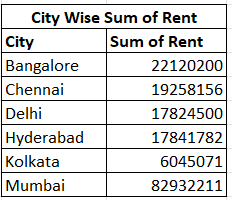 City Wise Sum of Rent
City Sum of Rent
Bangalore 22120200
Chennai 19258156
Delhi 17824500
Hyderabad 17841782
Kolkata 6045071
Mumbai 82932211